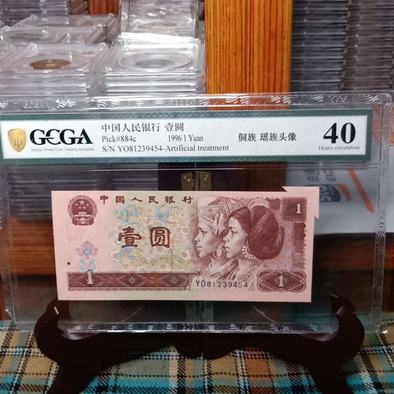 GCGA
中国人民银行 壹圆
Pick#884c 1996 1 Yuan
S/N YO81239454-Artificial treatment
侗族 瑶族头像
40
Heavy circulation
中国人民银行
壹圆
1
1
1
YO81239454